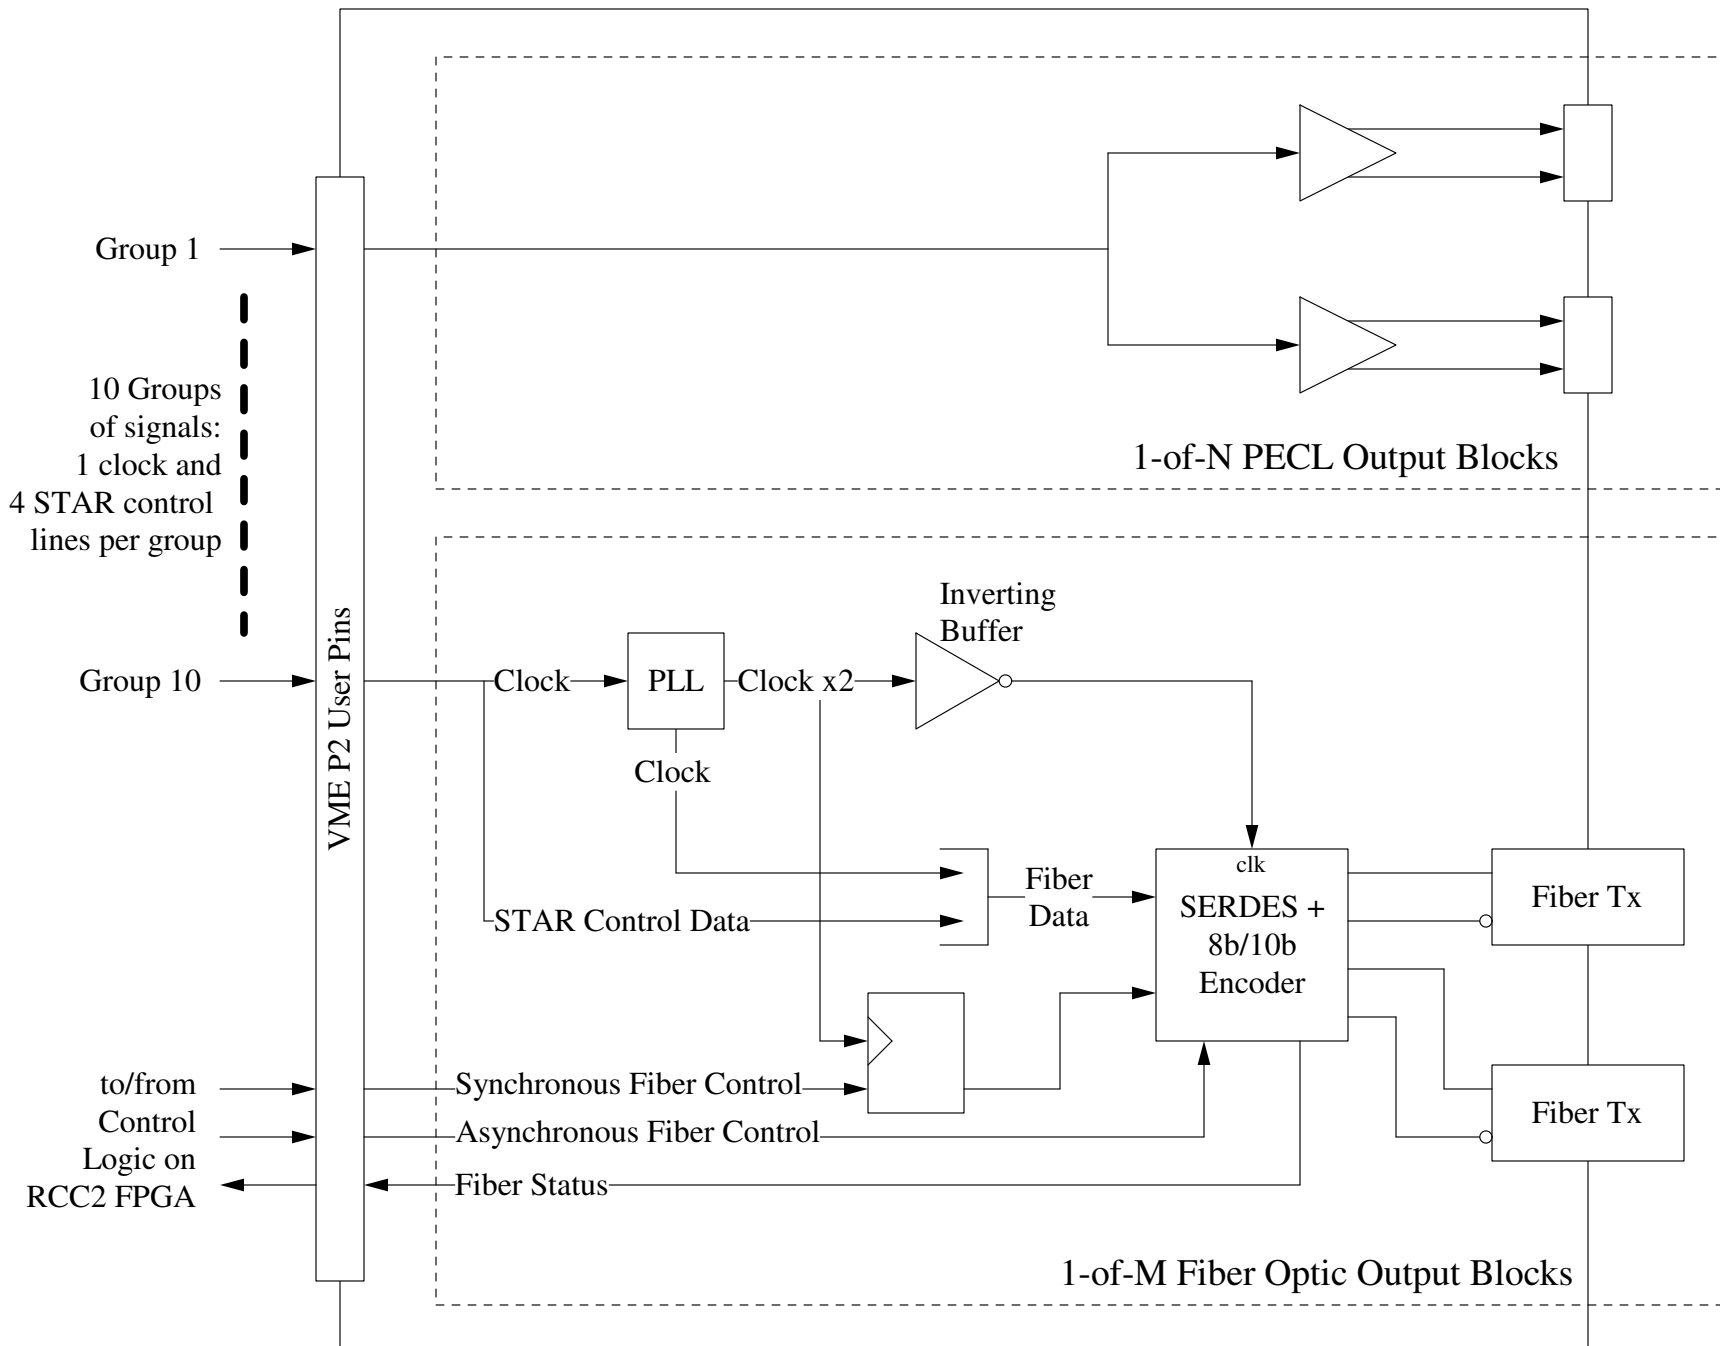 Group 1
10 Groups
of signals:
1 clock and
4 STAR control
lines per group
1-of-N PECL Output Blocks
Inverting
Buffer
Group 10
VME P2 User Pins
Clock
PLL
Clock x2
Clock
clk
SERDES +
8b/10b
Encoder
Fiber
Data
STAR Control Data
Fiber Tx
Fiber Tx
to/from
Control
Logic on
RCC2 FPGA
Synchronous Fiber Control
Asynchronous Fiber Control
Fiber Status
1-of-M Fiber Optic Output Blocks